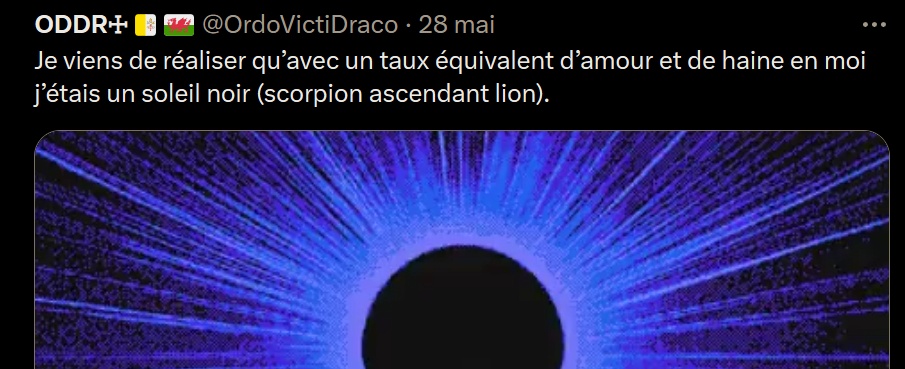 ODDR✢ 🇻🇦 🏴󠁧󠁢󠁷󠁬󠁳󠁿 @OrdoVictiDraco · 28 mai
Je viens de réaliser qu’avec un taux équivalent d’amour et de haine en moi
j’étais un soleil noir (scorpion ascendant lion).